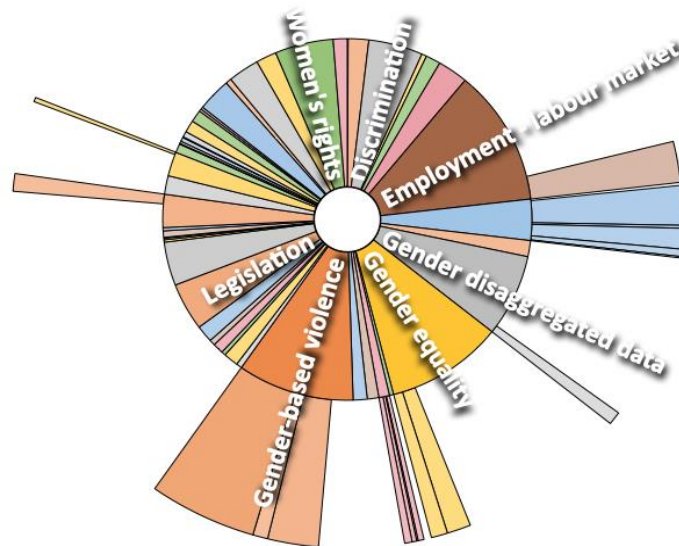 Women's rights
Discrimination
Employment - labour market
Gender disaggregated data
Gender equality
Gender-based violence
Legislation